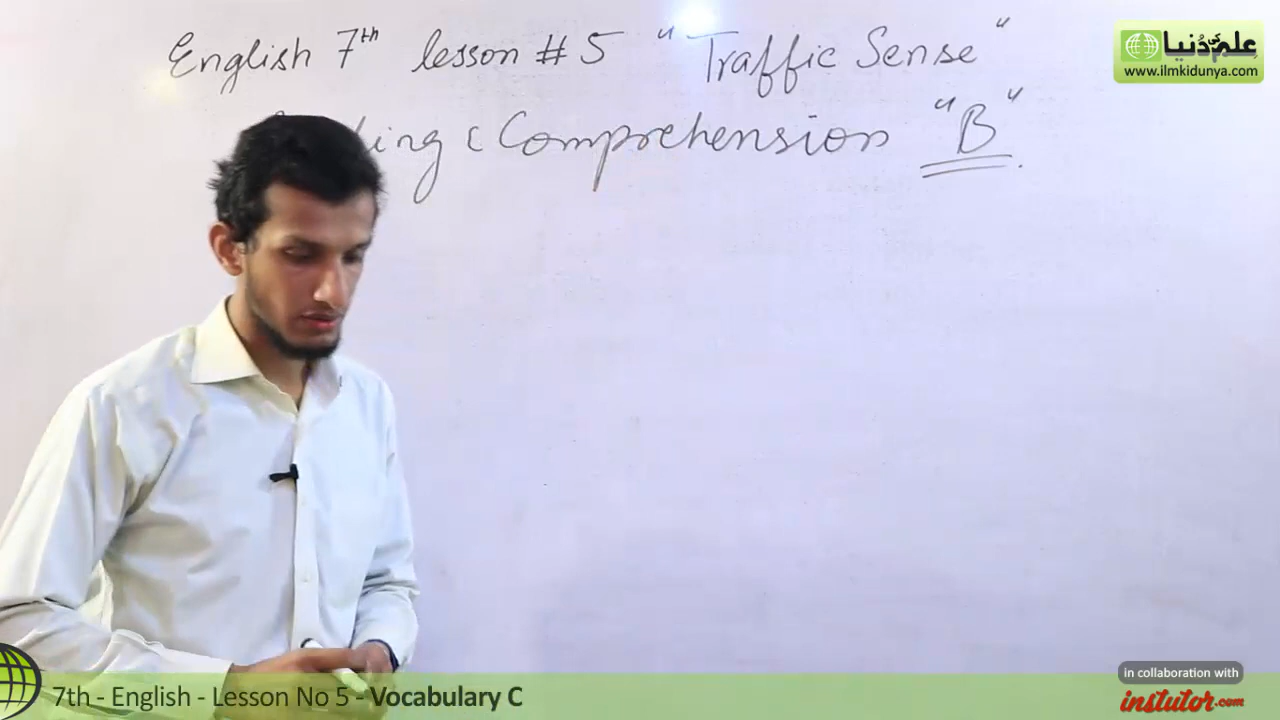 English 7th lesson # 5 "Traffic Sense"
Comprehension "B"
علم کی دنیا
www.ilmkidunya.com
in collaboration with
instutor.com
7th - English - Lesson No 5 - Vocabulary C